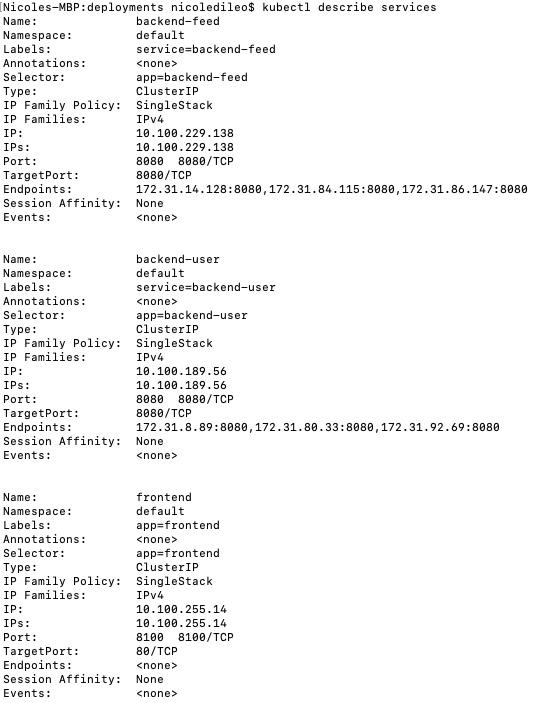 [Nicoles-MBP:deployments nicoledileo$ kubectl describe services
Name:              backend-feed
Namespace:         default
Labels:            service=backend-feed
Annotations:       <none>
Selector:          app=backend-feed
Type:              ClusterIP
IP Family Policy:  SingleStack
IP Families:       IPv4
IP:                10.100.229.138
IPs:               10.100.229.138
Port:              8080  8080/TCP
TargetPort:        8080/TCP
Endpoints:         172.31.14.128:8080,172.31.84.115:8080,172.31.86.147:8080
Session Affinity:  None
Events:            <none>

Name:              backend-user
Namespace:         default
Labels:            service=backend-user
Annotations:       <none>
Selector:          app=backend-user
Type:              ClusterIP
IP Family Policy:  SingleStack
IP Families:       IPv4
IP:                10.100.189.56
IPs:               10.100.189.56
Port:              8080  8080/TCP
TargetPort:        8080/TCP
Endpoints:         172.31.8.89:8080,172.31.80.33:8080,172.31.92.69:8080
Session Affinity:  None
Events:            <none>

Name:              frontend
Namespace:         default
Labels:            app=frontend
Annotations:       <none>
Selector:          app=frontend
Type:              ClusterIP
IP Family Policy:  SingleStack
IP Families:       IPv4
IP:                10.100.255.14
IPs:               10.100.255.14
Port:              8100  8100/TCP
TargetPort:        80/TCP
Endpoints:         <none>
Session Affinity:  None
Events:            <none>